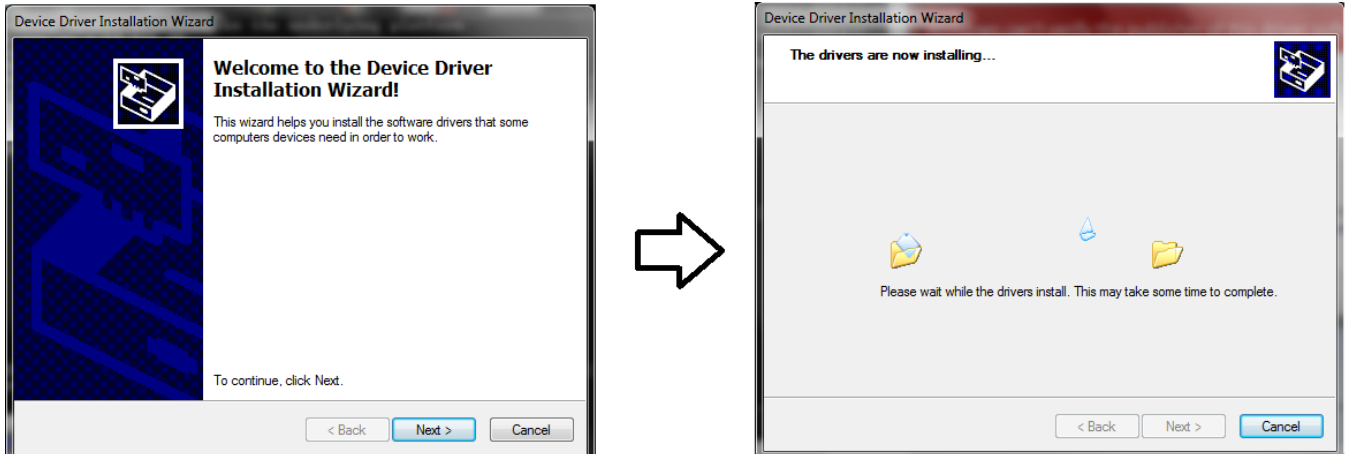 Device Driver Installation Wizard
Welcome to the Device Driver
Installation Wizard!
This wizard helps you install the software drivers that some
computers devices need in order to work.
To continue, click Next.
< Back
Next >
Cancel
Device Driver Installation Wizard
The drivers are now installing...
Please wait while the drivers install. This may take some time to complete.
< Back
Next >
Cancel